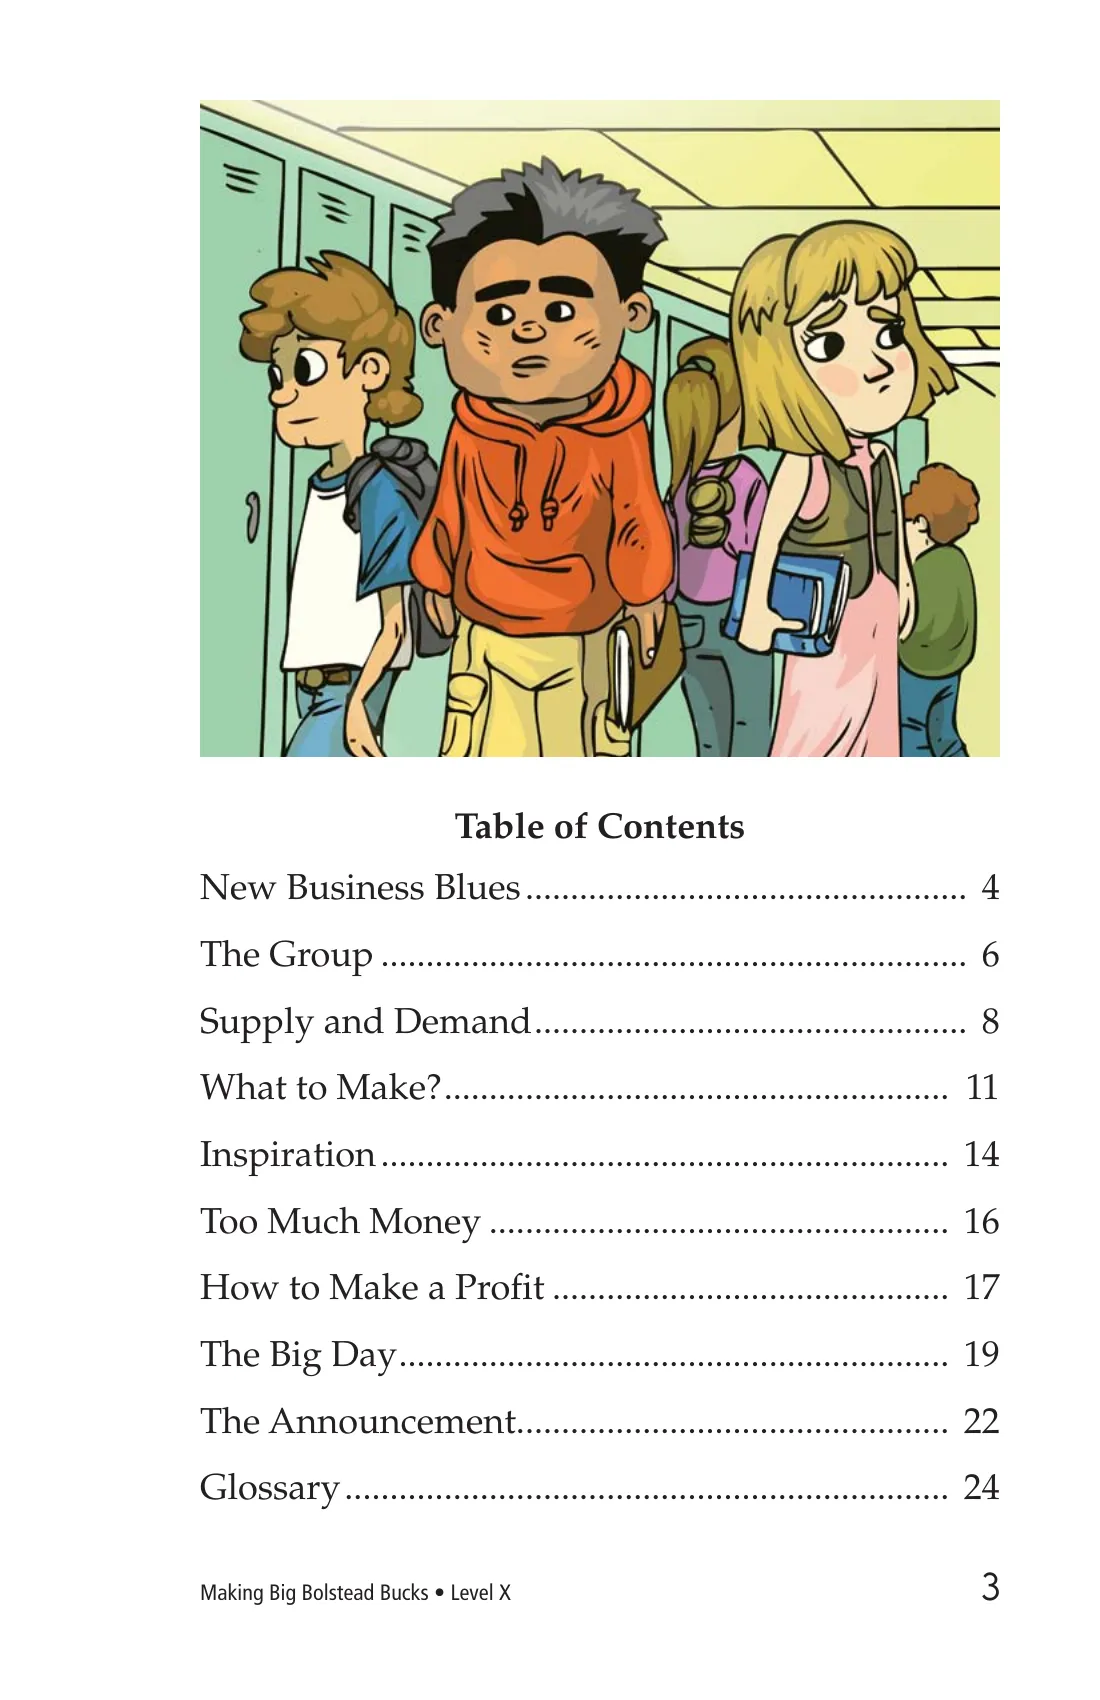 Table of Contents
New Business Blues................................................. 4
The Group ................................................................. 6
Supply and Demand................................................ 8
What to Make?........................................................ 11
Inspiration............................................................... 14
Too Much Money ................................................... 16
How to Make a Profit ............................................ 17
The Big Day............................................................. 19
The Announcement................................................ 22
Glossary................................................................... 24
Making Big Bolstead Bucks • Level X 3